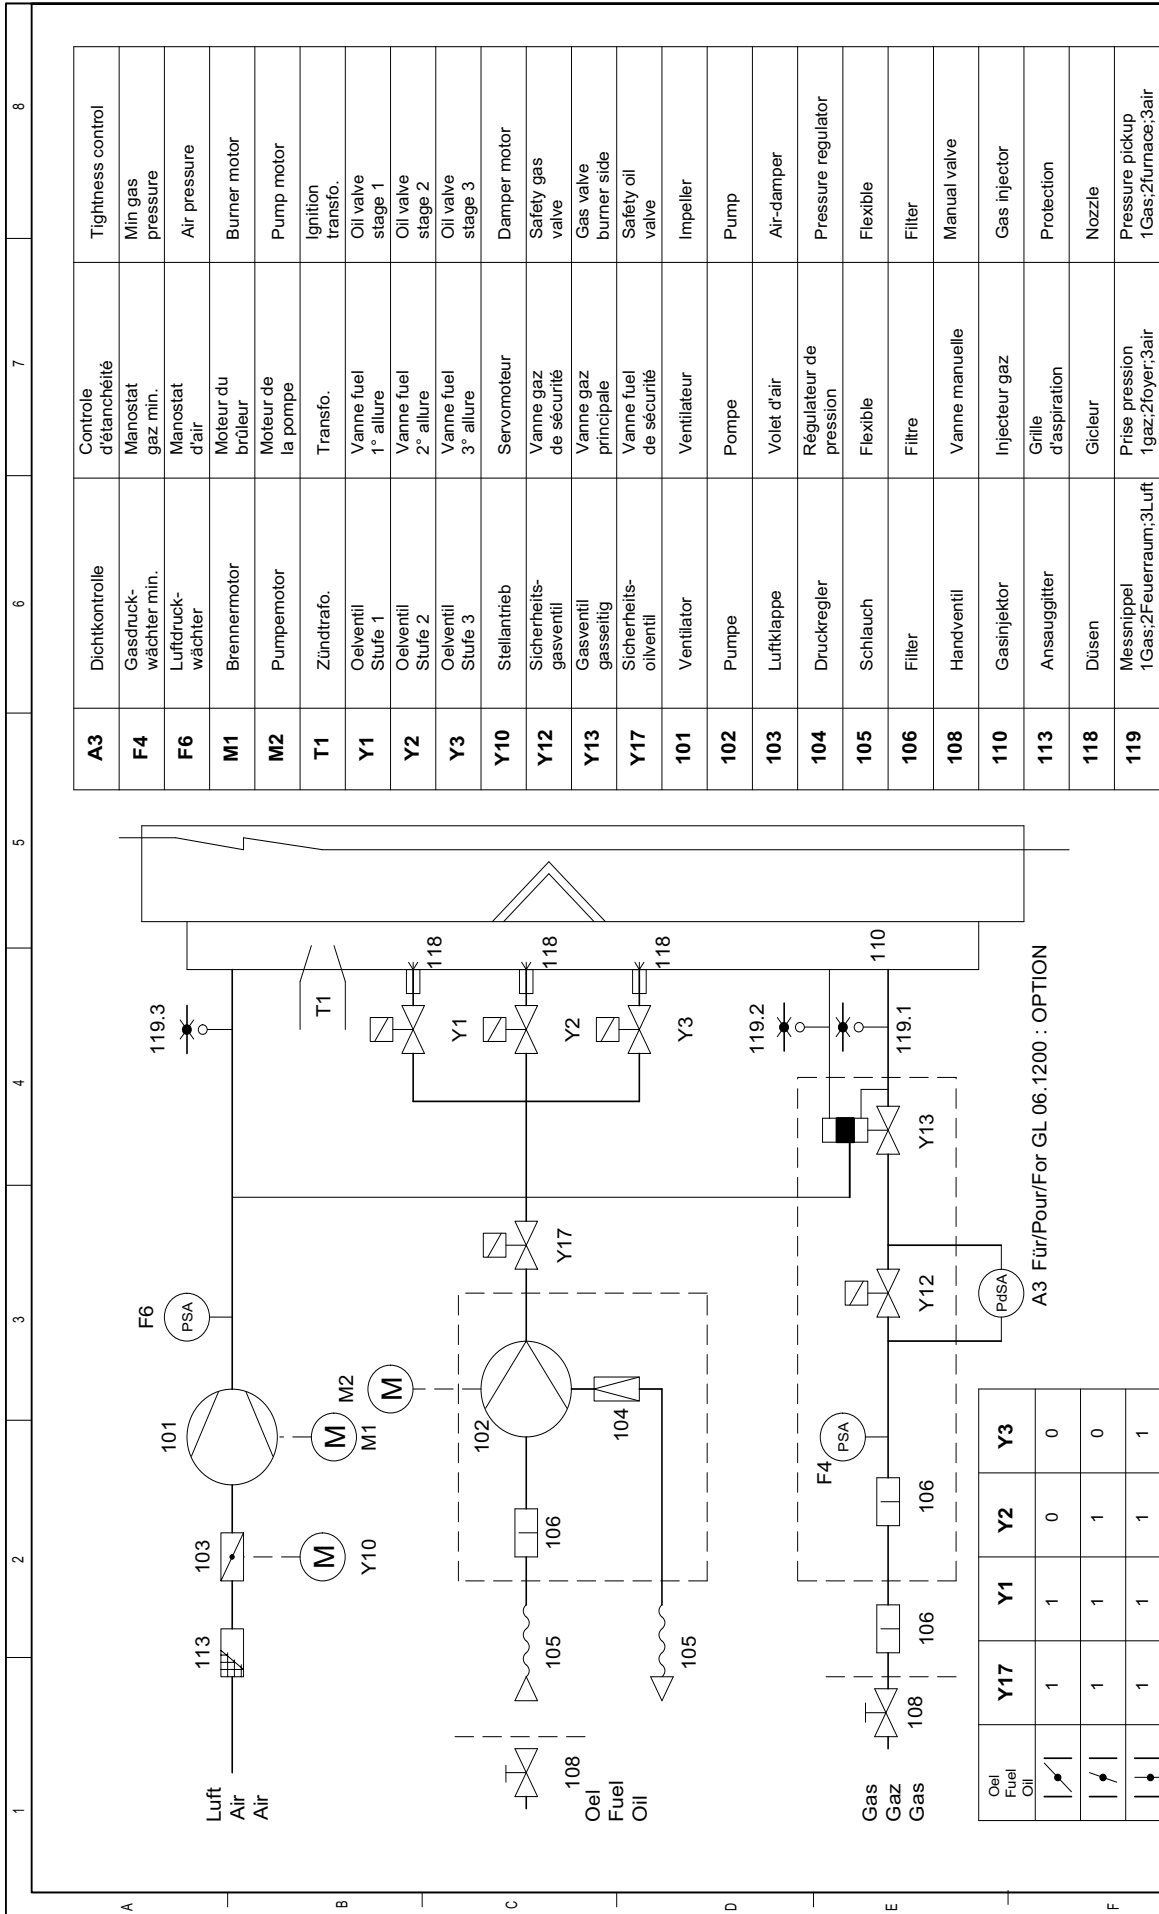 1
2
3
4
5
6
7
8
A
B
C
D
E
F
Luft
Air
Air
113
103
101
F6
PSA
119.3
M
Y10
M
M1
M
M2
T1
Oel
Fuel
Oil
108
105
106
102
104
105
Y17
Y1
Y2
Y3
118
118
118
Gas
Gaz
Gas
108
106
106
F4
PSA
Y12
PdSA
Y13
119.2
119.1
110
A3 Für/Pour/For GL 06.1200 : OPTION
Oel
Fuel
Oil
Y17 Y1 Y2 Y3
1 1 0 0
1 1 1 0
1 1 1 1
A3 Dichtkontrolle Controle Tightness control
d'étanchéité
F4 Gasdruck- Manostat Min gas
wächter min. gaz min. pressure
F6 Luftdruck- Manostat Air pressure
wächter d'air
M1 Brennermotor Moteur du Burner motor
brûleur
M2 Pumpemotor Moteur de Pump motor
la pompe
T1 Zündtrafo. Transfo. Ignition
transfo.
Y1 Oelventil Vanne fuel Oil valve
Stufe 1 1° allure stage 1
Y2 Oelventil Vanne fuel Oil valve
Stufe 2 2° allure stage 2
Y3 Oelventil Vanne fuel Oil valve
Stufe 3 3° allure stage 3
Y10 Stellantrieb Servomoteur Damper motor
Y12 Sicherheits- Vanne gaz Safety gas
gasventil de sécurité valve
Y13 Gasventil Vanne gaz Gas valve
gasseitig principale burner side
Y17 Sicherheits- Vanne fuel Safety oil
oilventil de sécurité valve
101 Ventilator Ventilateur Impeller
102 Pumpe Pompe Pump
103 Luftklappe Volet d'air Air-damper
104 Druckregler Régulateur de Pressure regulator
pression
105 Schlauch Flexible Flexible
106 Filter Filtre Filter
108 Handventil Vanne manuelle Manual valve
110 Gasinjektor Injecteur gaz Gas injector
113 Ansauggitter Grille Protection
d'aspiration
118 Düsen Gicleur Nozzle
119 Messnippel Prise pression Pressure pickup
1Gas;2Feuerraum;3Luft 1gaz;2foyer;3air 1Gas;2furnace;3air